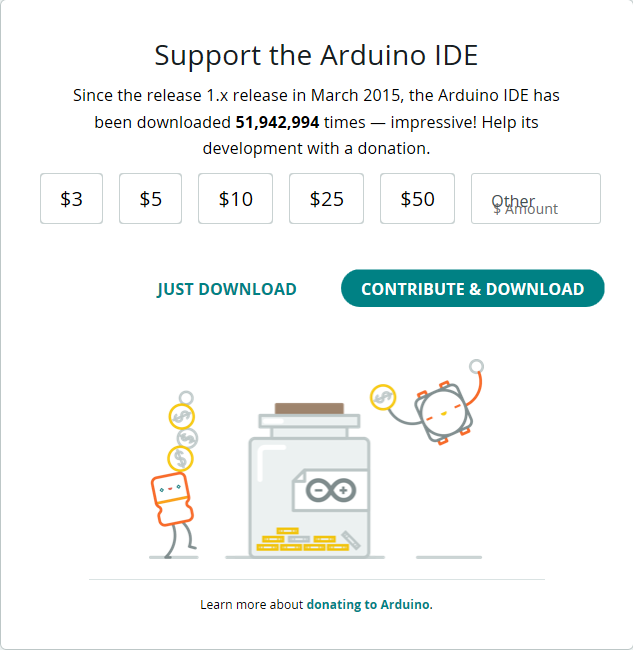 Support the Arduino IDE
Since the release 1.x release in March 2015, the Arduino IDE has
been downloaded 51,942,994 times — impressive! Help its
development with a donation.
$3 $5 $10 $25 $50 Other
$ Amount
JUST DOWNLOAD CONTRIBUTE & DOWNLOAD
Learn more about donating to Arduino.